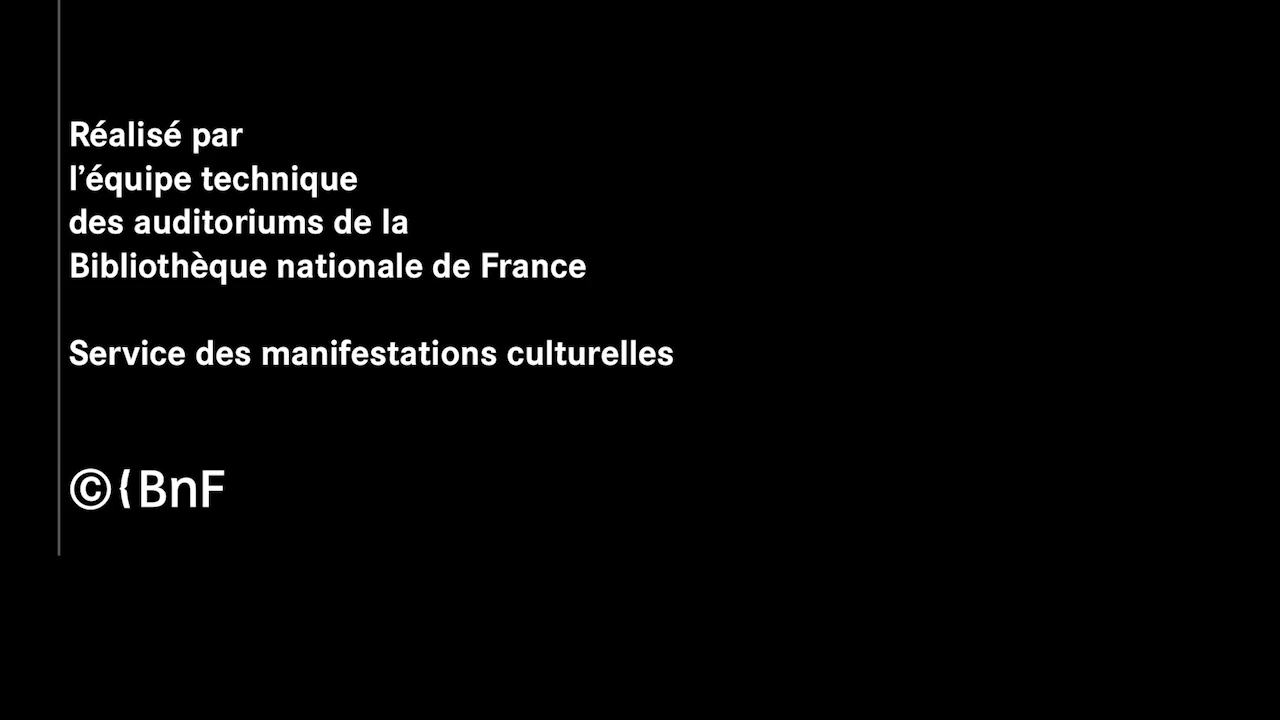 Réalisé par
l’équipe technique
des auditoriums de la
Bibliothèque nationale de France
Service des manifestations culturelles
©{BnF